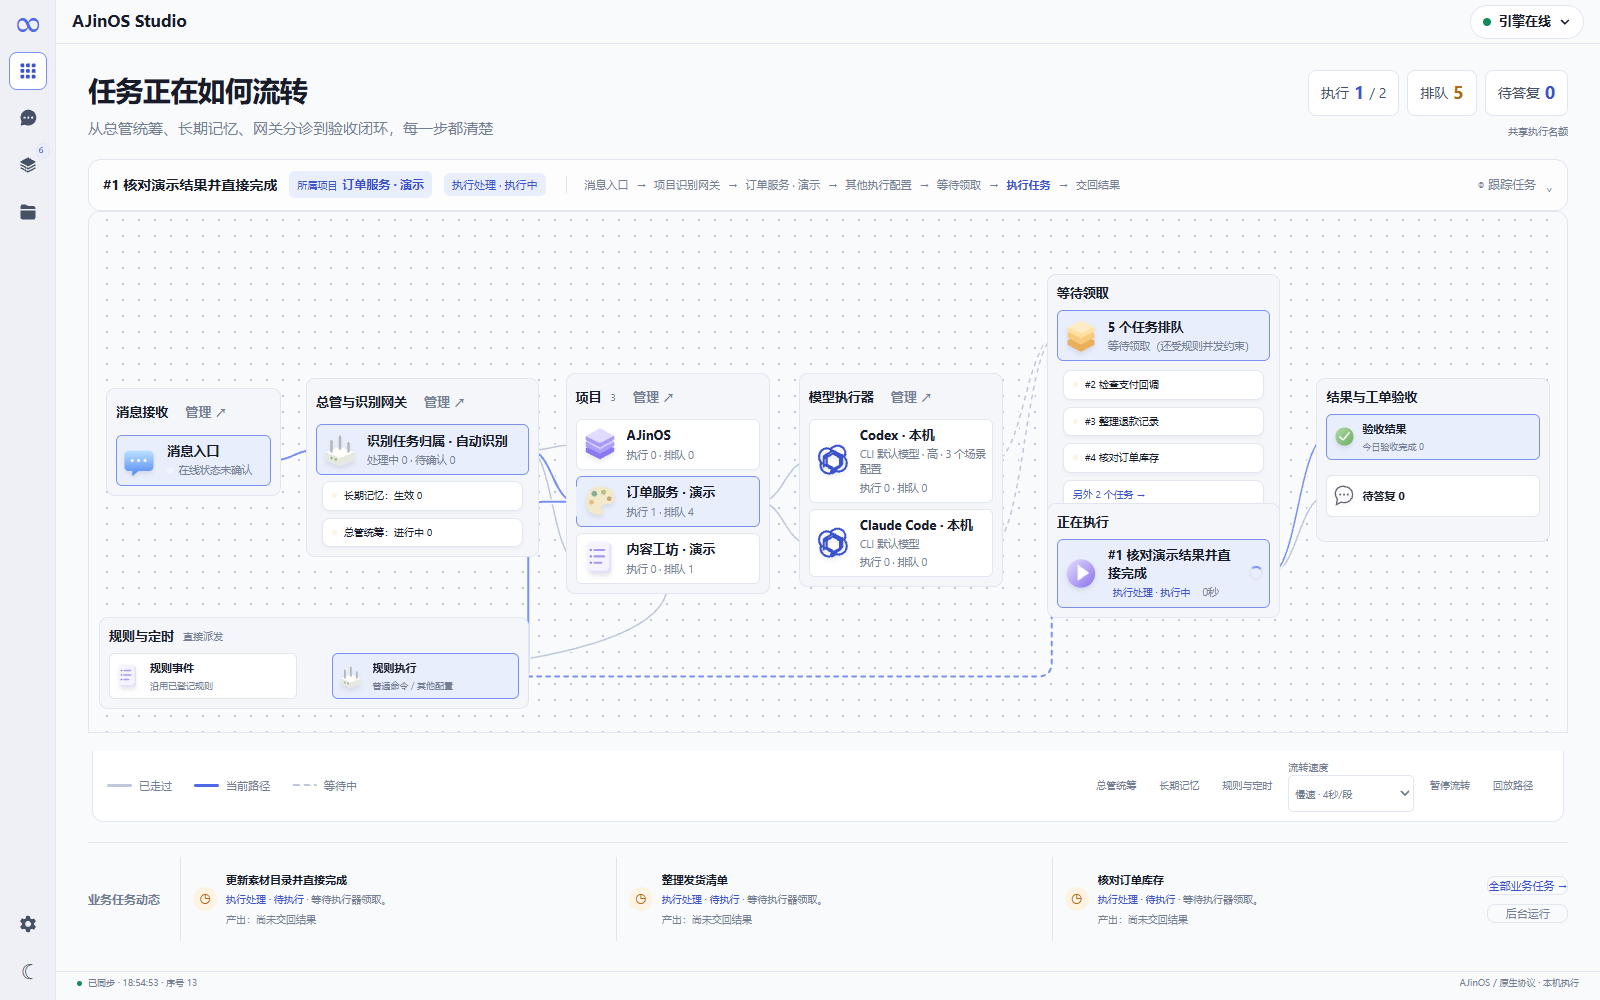 AJinOS Studio
引擎在线
6
任务正在如何流转
从总管统筹、长期记忆、网关分诊到验收闭环，每一步都清楚
执行 1 / 2
排队 5
待答复 0
共享执行名额
#1 核对演示结果并直接完成
所属项目 订单服务 · 演示
执行处理 · 执行中
消息入口 → 项目识别网关 → 订单服务 · 演示 → 其他执行配置 → 等待领取 → 执行任务 → 交回结果
跟踪任务
消息接收 管理 ↗
消息入口
在线状态未确认
总管与识别网关 管理 ↗
识别任务归属 · 自动识别
处理中 0 · 待确认 0
长期记忆：生效 0
总管统筹：进行中 0
项目 3 管理 ↗
AJinOS
执行 0 · 排队 0
订单服务 · 演示
执行 1 · 排队 4
内容工坊 · 演示
执行 0 · 排队 1
模型执行器 管理 ↗
Codex · 本机
CLI 默认模型 · 高 · 3 个场景
配置
执行 0 · 排队 0
Claude Code · 本机
CLI 默认模型
执行 0 · 排队 0
等待领取
5 个任务排队
等待领取（还受规则并发约束）
#2 检查支付回调
#3 整理退款记录
#4 核对订单库存
另外 2 个任务 →
正在执行
#1 核对演示结果并直
接完成
执行处理 · 执行中 0秒
结果与工单验收
验收结果
今日验收完成 0
待答复 0
规则与定时 直接派发
规则事件
沿用已登记规则
规则执行
普通命令 / 其他配置
已走过
当前路径
等待中
总管统筹
长期记忆
规则与定时
流转速度
慢速 · 4秒/段
暂停流转
回放路径
业务任务动态
更新素材目录并直接完成
执行处理 · 待执行 · 等待执行器领取。
产出：尚未交回结果
整理发货清单
执行处理 · 待执行 · 等待执行器领取。
产出：尚未交回结果
核对订单库存
执行处理 · 待执行 · 等待执行器领取。
产出：尚未交回结果
全部业务任务 →
后台运行
已同步 · 18:54:53 · 序号 13
AJinOS / 原生协议 · 本机执行